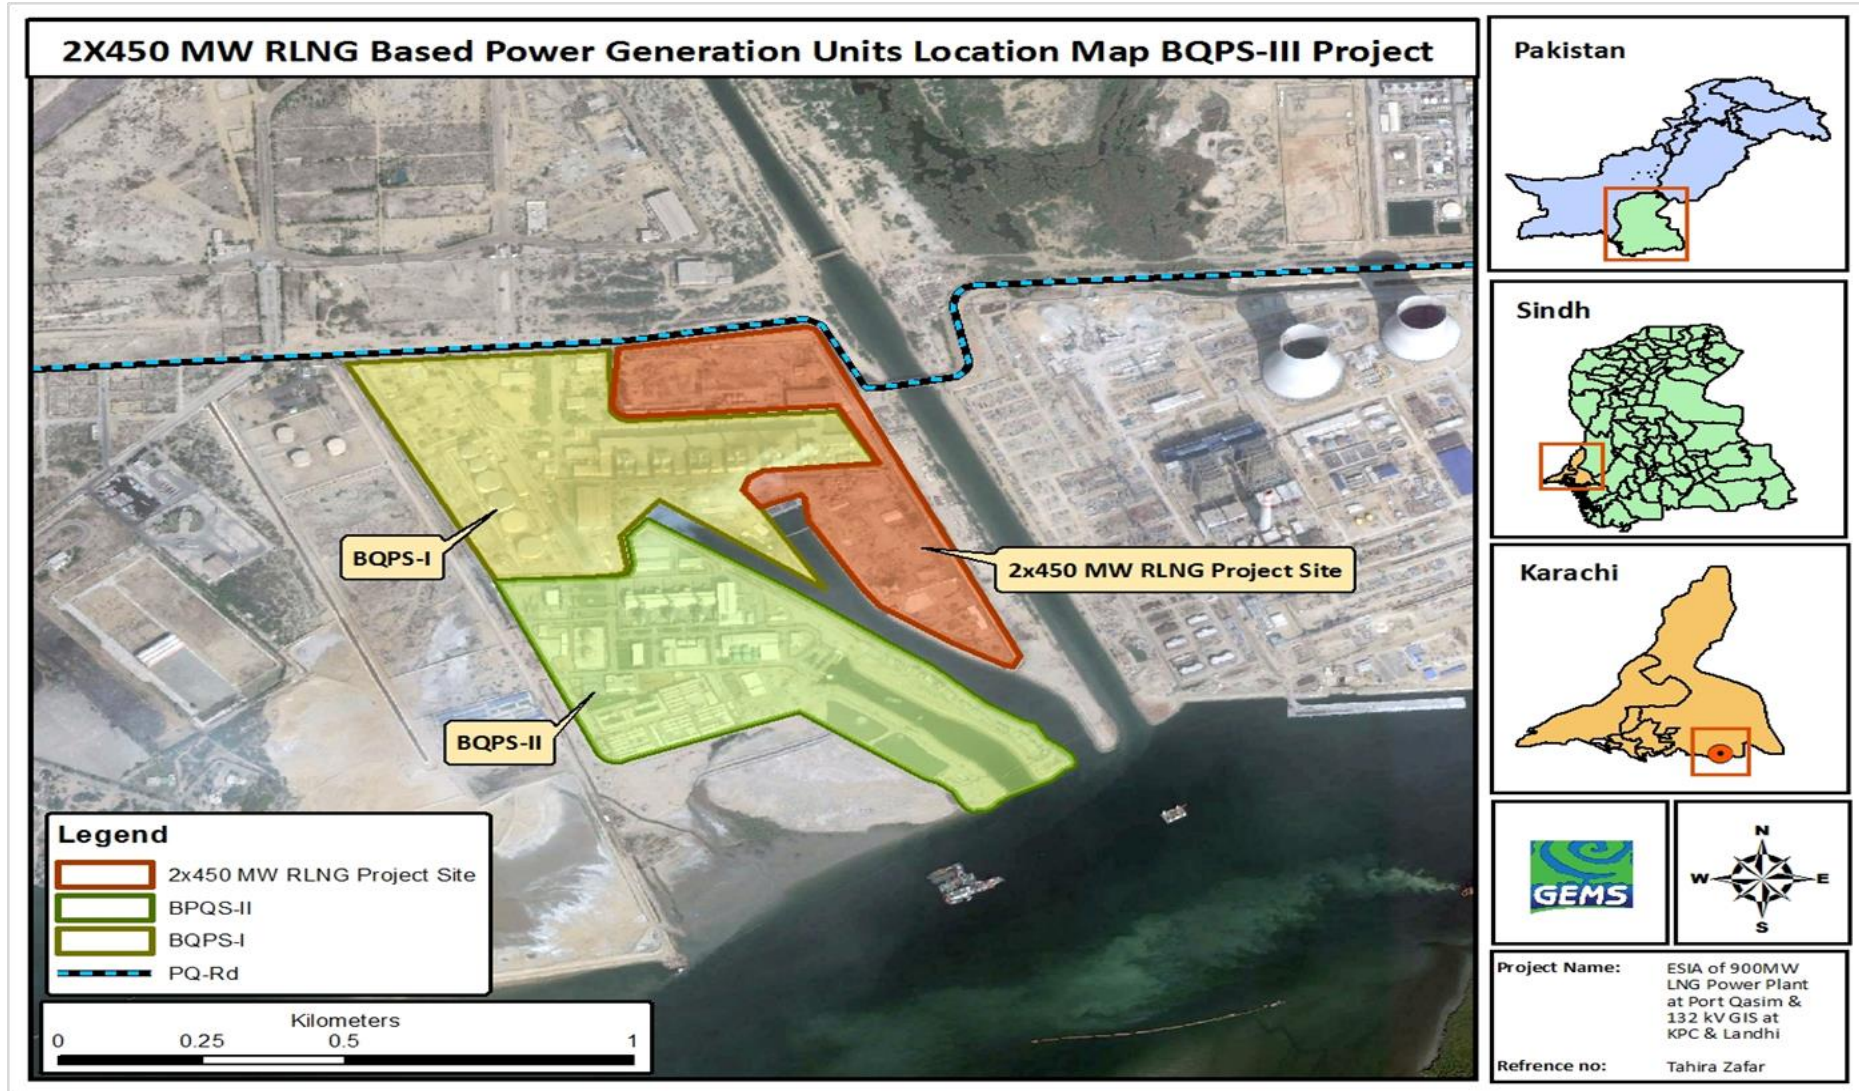 2X450 MW RLNG Based Power Generation Units Location Map BQPS-III Project
BQPS-I
2x450 MW RLNG Project Site
BQPS-II
Legend
2x450 MW RLNG Project Site
BPQS-II
BQPS-I
PQ-Rd
Kilometers
0 0.25 0.5 1
Pakistan
Sindh
Karachi
GEMS
N
W E
S
Project Name: ESIA of 900MW
LNG Power Plant
at Port Qasim &
132 kV GIS at
KPC & Landhi
Refrence no: Tahira Zafar